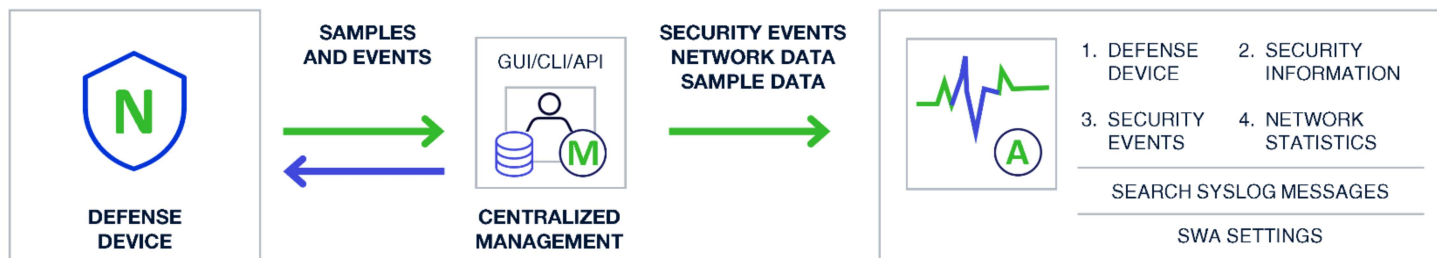 N
DEFENSE
DEVICE
SAMPLES
AND EVENTS
GUI/CLI/API
M
CENTRALIZED
MANAGEMENT
SECURITY EVENTS
NETWORK DATA
SAMPLE DATA
A
1. DEFENSE
DEVICE
2. SECURITY
INFORMATION
3. SECURITY
EVENTS
4. NETWORK
STATISTICS
SEARCH SYSLOG MESSAGES
SWA SETTINGS